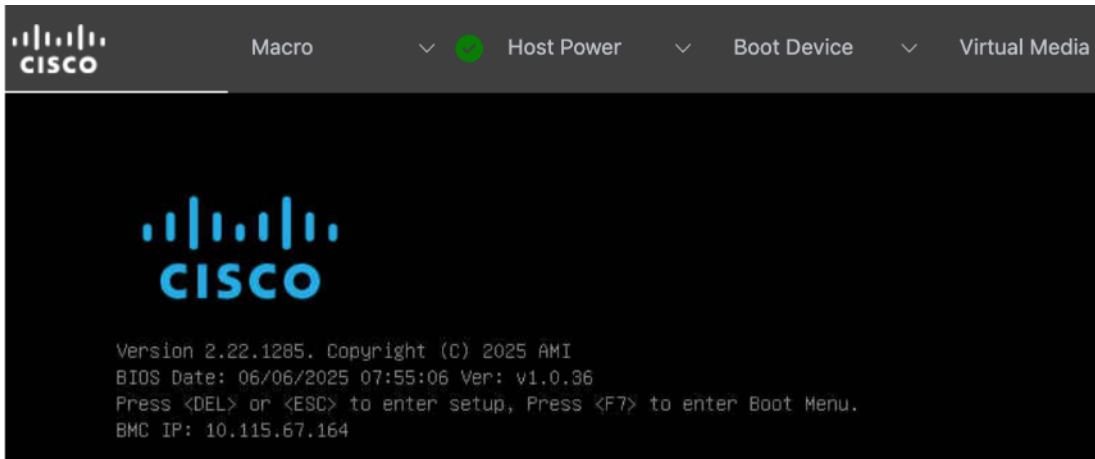 CISCO
Macro
Host Power
Boot Device
Virtual Media
CISCO
Version 2.22.1285. Copyright (C) 2025 AMI
BIOS Date: 06/06/2025 07:55:06 Ver: v1.0.36
Press <DEL> or <ESC> to enter setup, Press <F7> to enter Boot Menu.
BMC IP: 10.115.67.164